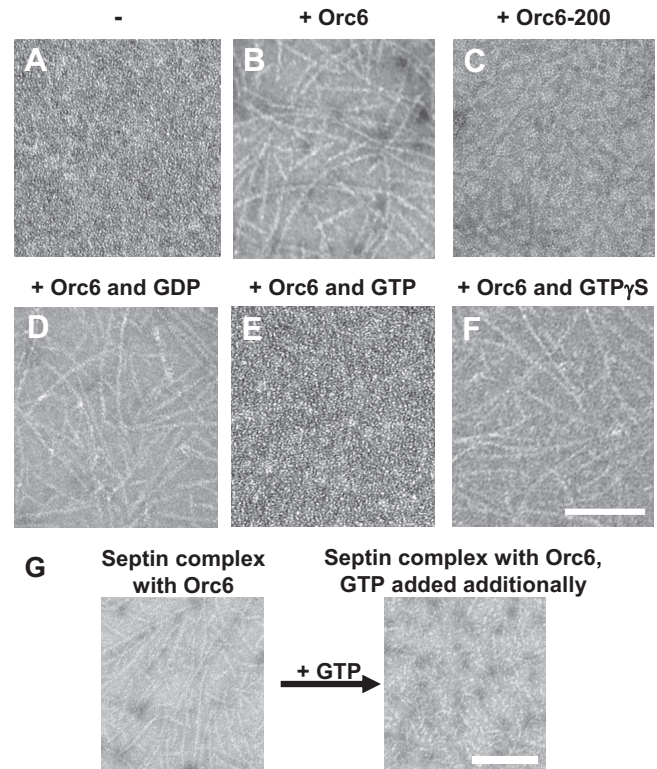 - + Orc6 + Orc6-200
A B C
+ Orc6 and GDP + Orc6 and GTP + Orc6 and GTPγS
D E F
G Septin complex with Orc6
Septin complex with Orc6,
GTP added additionally
+ GTP